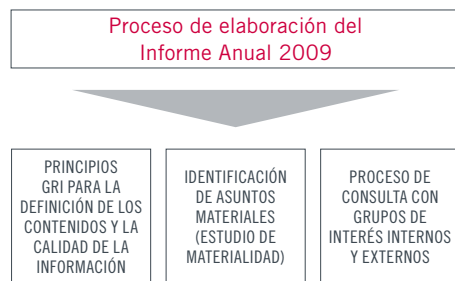 Proceso de elaboración del
Informe Anual 2009
PRINCIPIOS
GRI PARA LA
DEFINICIÓN DE LOS
CONTENIDOS Y LA
CALIDAD DE LA
INFORMACIÓN
IDENTIFICACIÓN
DE ASUNTOS
MATERIALES
(ESTUDIO DE
MATERIALIDAD)
PROCESO DE
CONSULTA CON
GRUPOS DE
INTERÉS INTERNOS
Y EXTERNOS